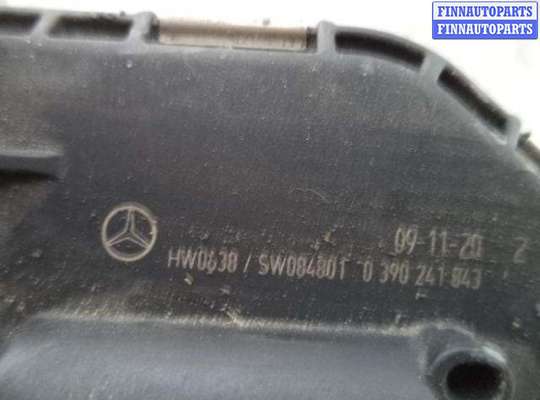 FINNAUTOPARTS
FINNAUTOPARTS
09-11-20 2
HW0638 / SW084801 0 390 241 843